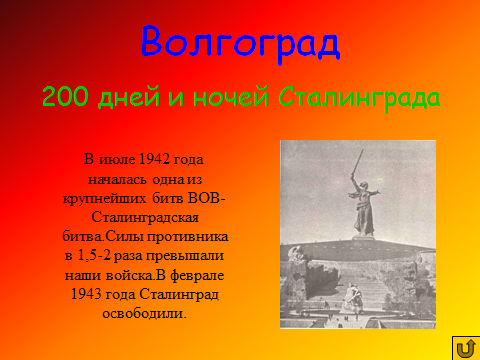 Волгоград
200 дней и ночей Сталинграда
В июле 1942 года
началась одна из
крупнейших битв ВОВ-
Сталинградская
битва.Силы противника
в 1,5-2 раза превышали
наши войска.В феврале
1943 года Сталинград
освободили.